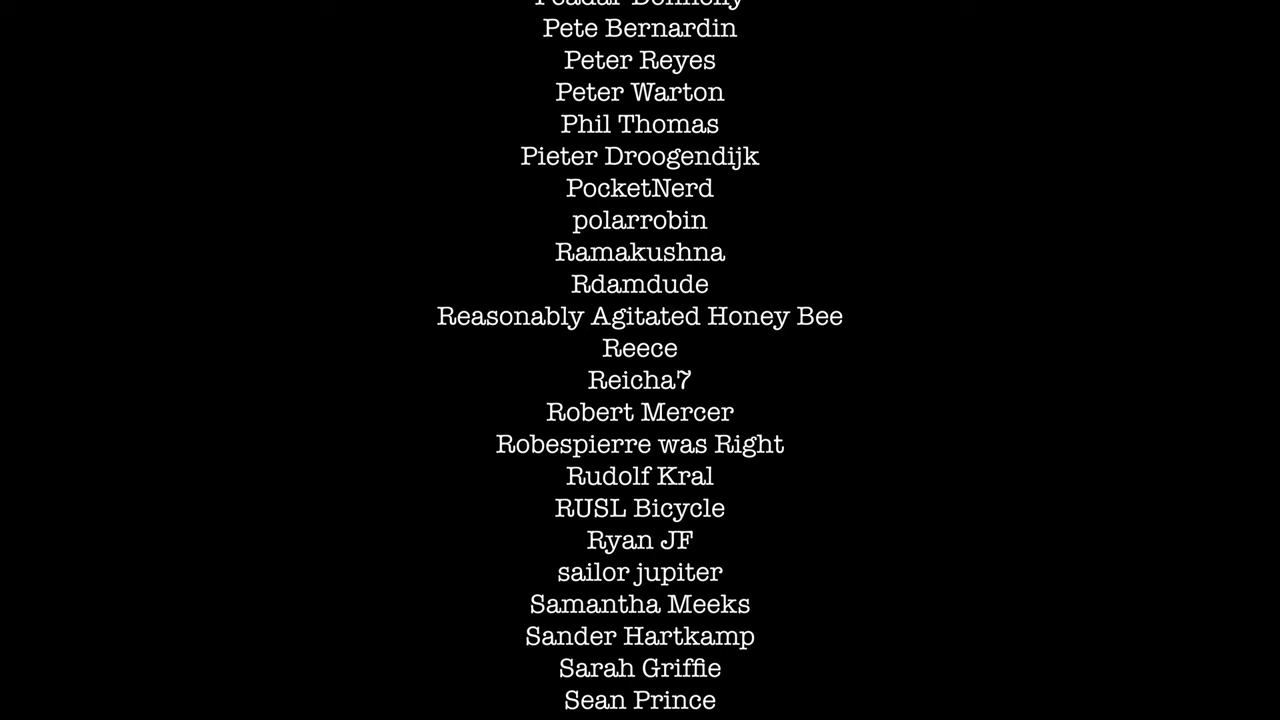 Peadar Donnelly
Pete Bernardin
Peter Reyes
Peter Warton
Phil Thomas
Pieter Droogendijk
PocketNerd
polarrobin
Ramakushna
Rdamdude
Reasonably Agitated Honey Bee
Reece
Reicha7
Robert Mercer
Robespierre was Right
Rudolf Kral
RUSL Bicycle
Ryan JF
sailor jupiter
Samantha Meeks
Sander Hartkamp
Sarah Griffie
Sean Prince